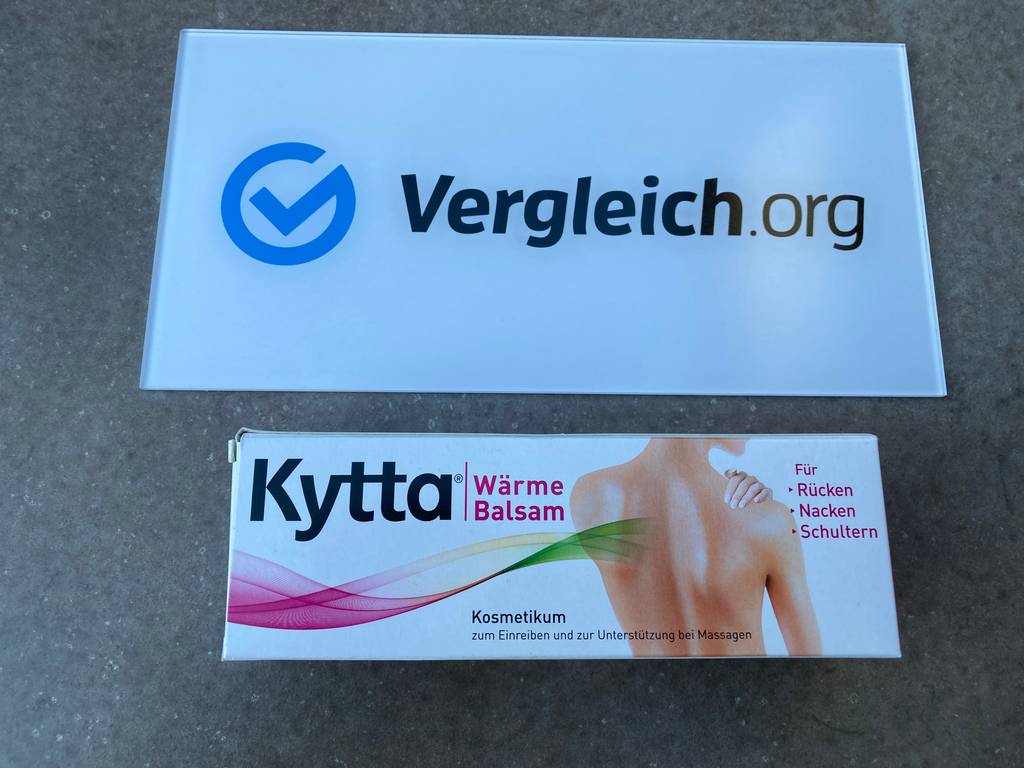 Vergleich.org
Kytta®
Wärme
Balsam
Für
Rücken
Nacken
Schultern
Kosmetikum
zum Einreiben und zur Unterstützung bei Massagen